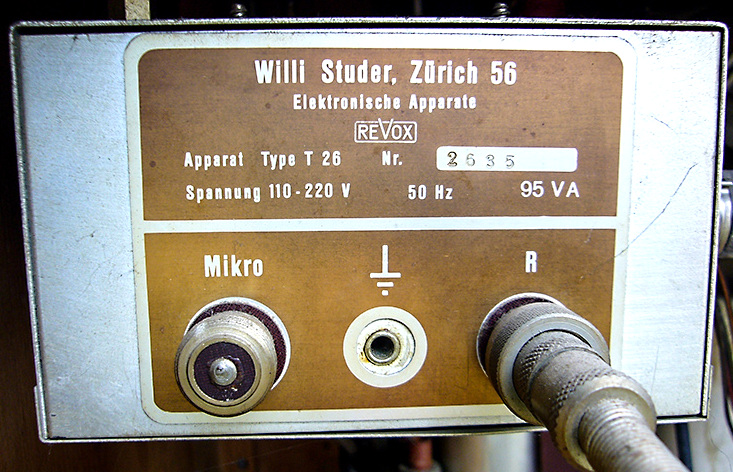 Willi Studer, Zürich 56
Elektronische Apparate
REVOX
Apparat Type T 26 Nr. 2635
Spannung 110-220 V 50 Hz 95 VA
Mikro R